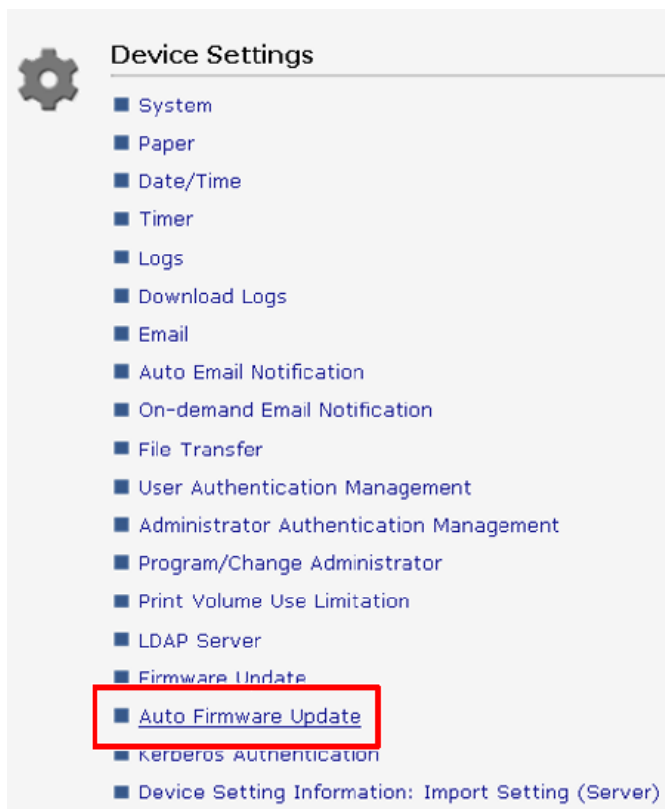 Device Settings
System
Paper
Date/Time
Timer
Logs
Download Logs
Email
Auto Email Notification
On-demand Email Notification
File Transfer
User Authentication Management
Administrator Authentication Management
Program/Change Administrator
Print Volume Use Limitation
LDAP Server
Firmware Update
Auto Firmware Update
Kerberos Authentication
Device Setting Information: Import Setting (Server)